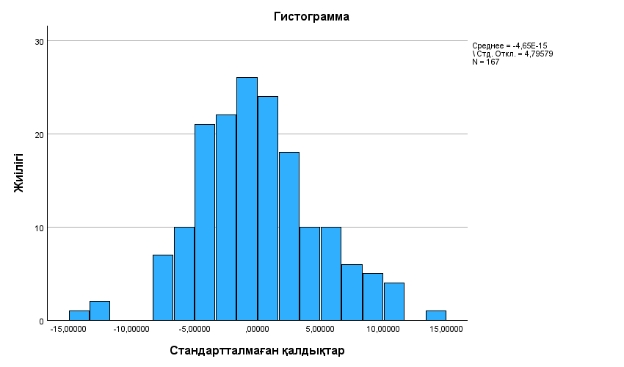 Гистограмма
Среднее = -4,65E-15
\ Стд. Откл. = 4,79579
N = 167
30
20
10
0
Жиілігі
-15,00000 -10,00000 -5,00000 ,00000 5,00000 10,00000 15,00000
Стандартталмаған қалдықтар